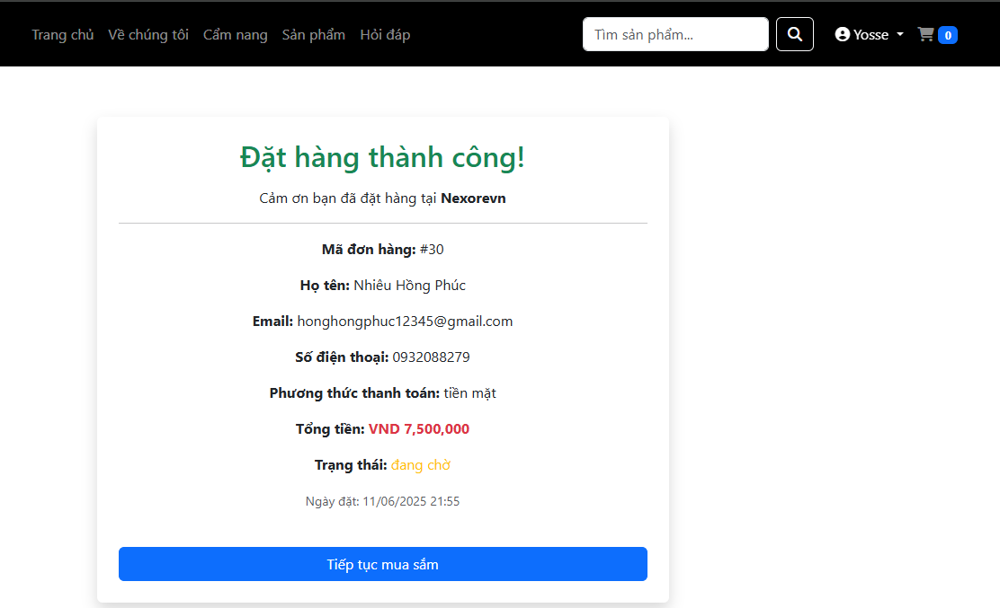 Trang chủ Về chúng tôi Cẩm nang Sản phẩm Hỏi đáp Tìm sản phẩm... Yosse 0
Đặt hàng thành công!
Cảm ơn bạn đã đặt hàng tại Nexorevn
Mã đơn hàng: #30
Họ tên: Nhiêu Hồng Phúc
Email: honghongphuc12345@gmail.com
Số điện thoại: 0932088279
Phương thức thanh toán: tiền mặt
Tổng tiền: VND 7,500,000
Trạng thái: đang chờ
Ngày đặt: 11/06/2025 21:55
Tiếp tục mua sắm